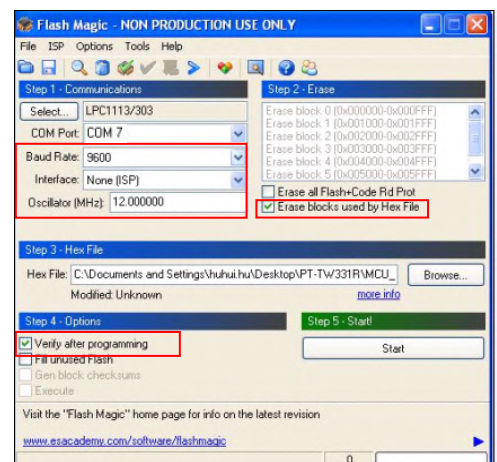 Flash Magic - NON PRODUCTION USE ONLY
File ISP Options Tools Help
Step 1 - Communications
Select... LPC1113/303
COM Port: COM 7
Baud Rate: 9600
Interface: None (ISP)
Oscillator (MHz): 12.000000
Step 2 - Erase
Erase block 0 (0x000000-0x000FFF)
Erase block 1 (0x001000-0x001FFF)
Erase block 2 (0x002000-0x002FFF)
Erase block 3 (0x003000-0x003FFF)
Erase block 4 (0x004000-0x004FFF)
Erase block 5 (0x005000-0x005FFF)
Erase all Flash+Code Rd Prot
Erase blocks used by Hex File
Step 3 - Hex File
Hex File: C:\Documents and Settings\huhui.hu\Desktop\PT-TW331R\MCU_ Browse...
Modified: Unknown more info
Step 4 - Options
Verify after programming
Fill unused Flash
Gen block checksums
Execute
Step 5 - Start!
Start
Visit the "Flash Magic" home page for info on the latest revision
www.esacademy.com/software/flashmagic
0